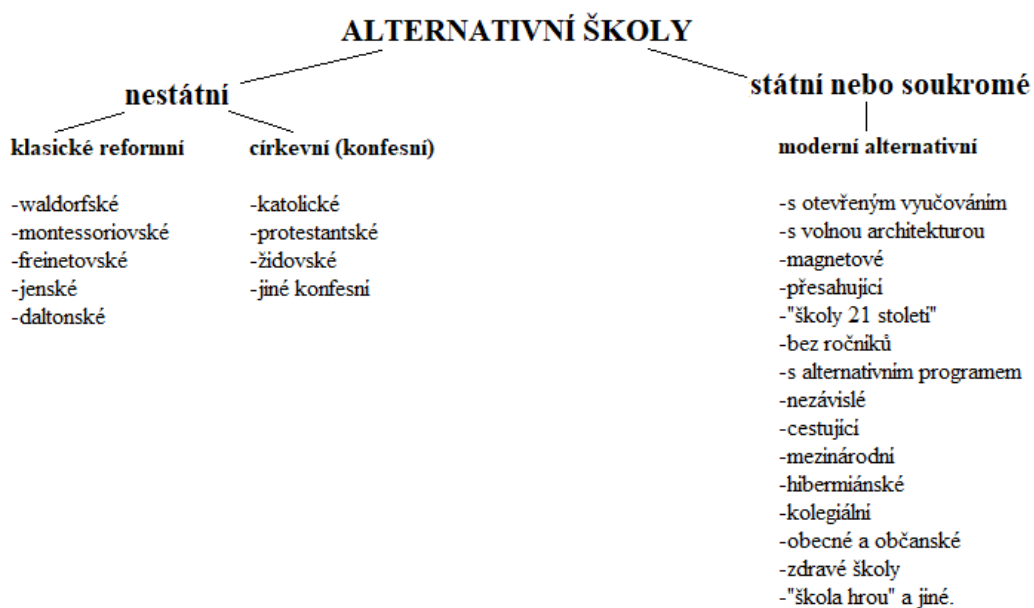 ALTERNATIVNÍ ŠKOLY
nestátní
státní nebo soukromé
klasické reformní
církevní (konfesní)
moderní alternativní
-waldorfské
-montessoriovské
-freinetovské
-jenské
-daltonské
-katolické
-protestantské
-židovské
-jiné konfesní
-s otevřeným vyučováním
-s volnou architekturou
-magnetové
-přesahující
-"školy 21 století"
-bez ročníků
-s alternativním programem
-nezávislé
-cestující
-mezinárodní
-hibermiánské
-kolegiální
-obecné a občanské
-zdravé školy
-"škola hrou" a jiné.